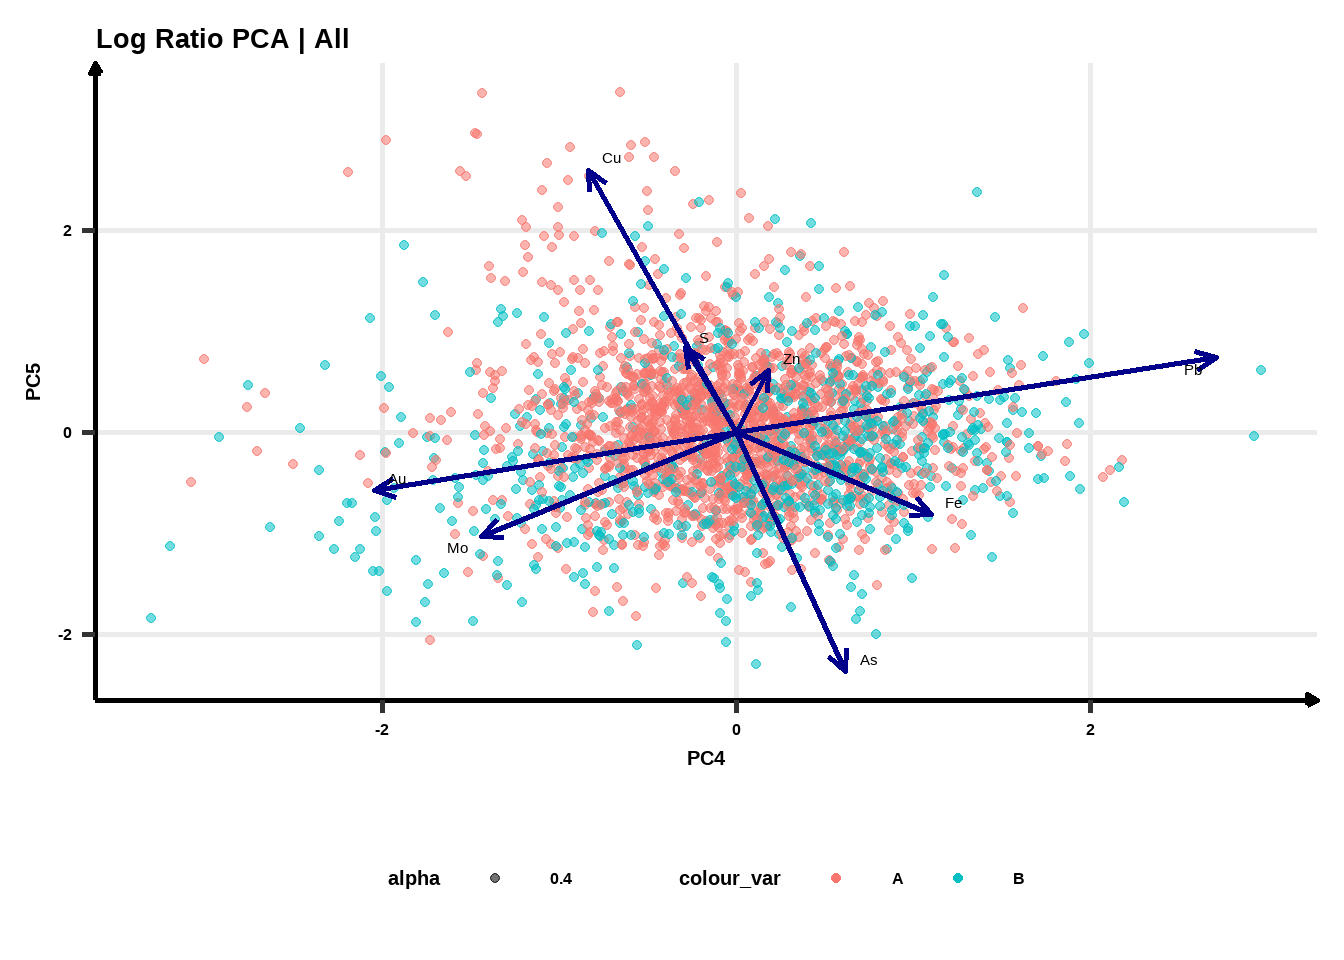 Log Ratio PCA | All
PC5
2
0
-2
Cu
S
Zn
Pb
Au
Mo
Fe
As
-2
0
2
PC4
alpha 0.4 colour_var A B